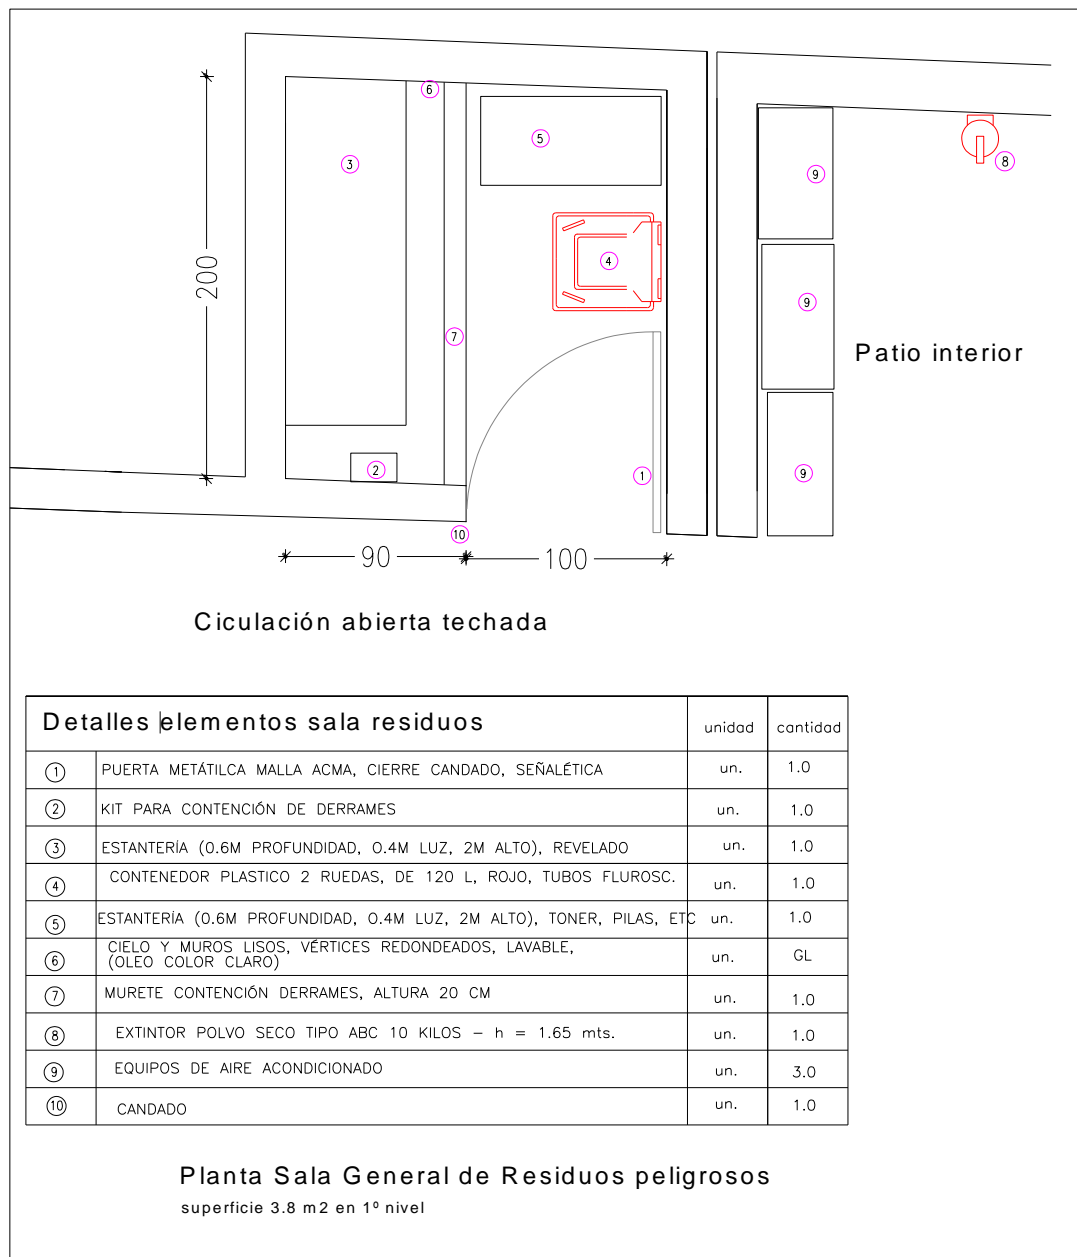 6
5
3
9
8
4
200
9
7
Patio interior
2
1
9
10
90
100
Ciculación abierta techada
Detalles elementos sala residuos unidad cantidad
1 PUERTA METÁTILCA MALLA ACMA, CIERRE CANDADO, SEÑALÉTICA un. 1.0
2 KIT PARA CONTENCIÓN DE DERRAMES un. 1.0
3 ESTANTERÍA (0.6M PROFUNDIDAD, 0.4M LUZ, 2M ALTO), REVELADO un. 1.0
4 CONTENEDOR PLASTICO 2 RUEDAS, DE 120 L, ROJO, TUBOS FLUROSC. un. 1.0
5 ESTANTERÍA (0.6M PROFUNDIDAD, 0.4M LUZ, 2M ALTO), TONER, PILAS, ETC un. 1.0
6 CIELO Y MUROS LISOS, VÉRTICES REDONDEADOS, LAVABLE,
(OLEO COLOR CLARO) un. GL
7 MURETE CONTENCIÓN DERRAMES, ALTURA 20 CM un. 1.0
8 EXTINTOR POLVO SECO TIPO ABC 10 KILOS – h = 1.65 mts. un. 1.0
9 EQUIPOS DE AIRE ACONDICIONADO un. 3.0
10 CANDADO un. 1.0
Planta Sala General de Residuos peligrosos
superficie 3.8 m2 en 1º nivel